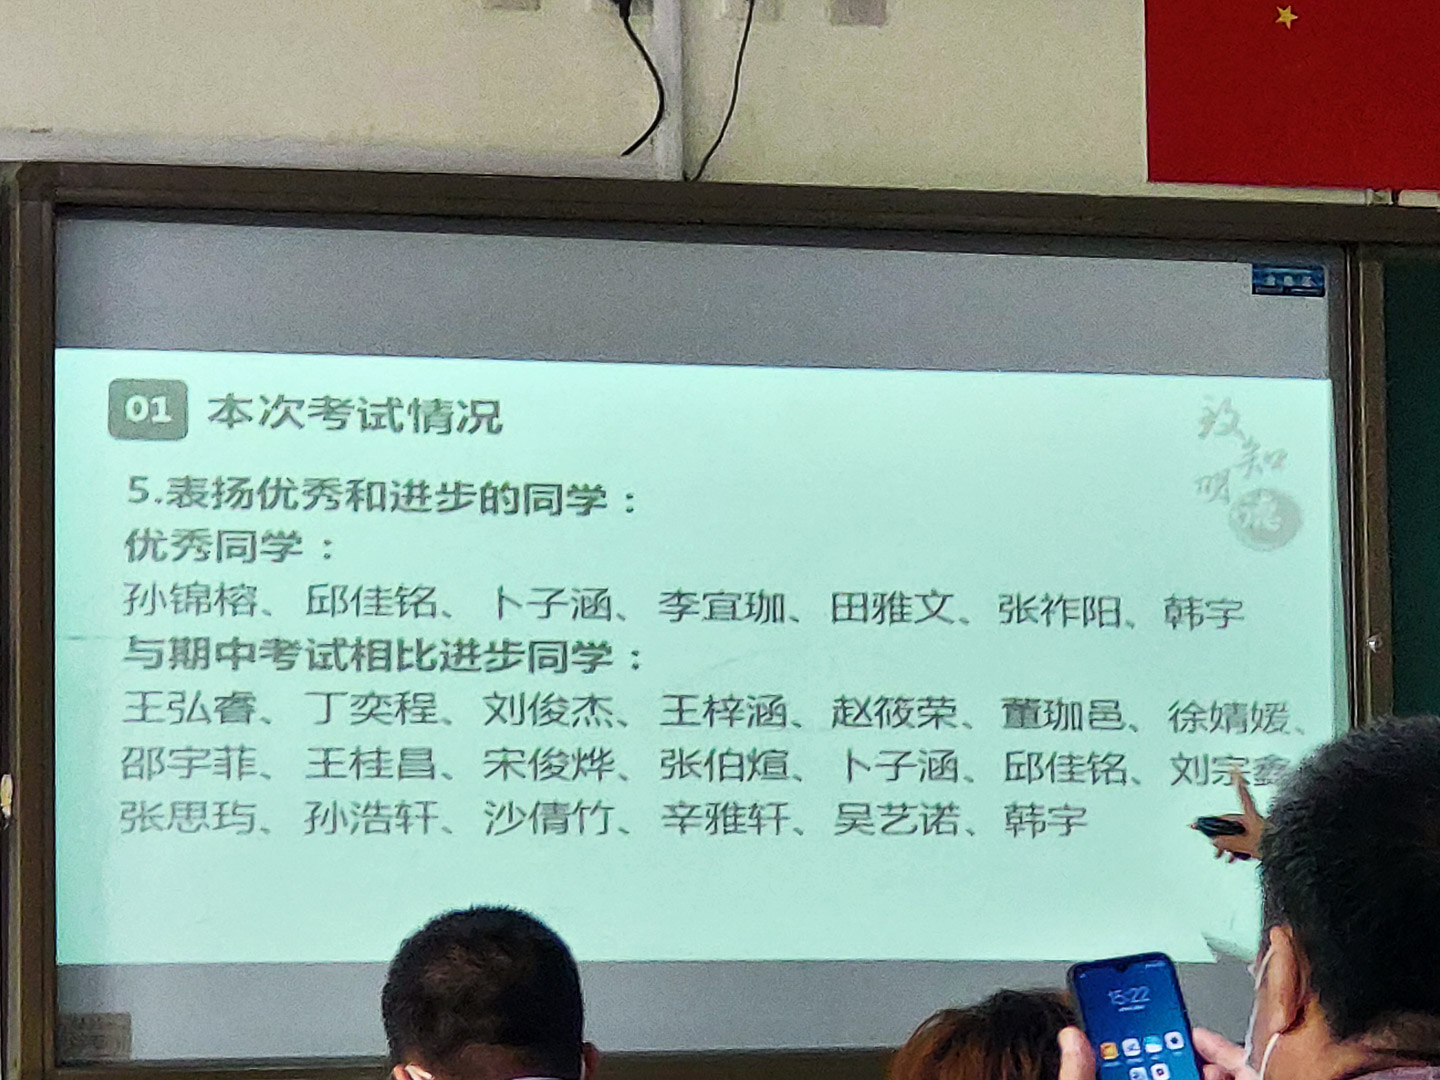 01 本次考试情况
致知明德
5.表扬优秀和进步的同学：
优秀同学：
孙锦榕、邱佳铭、卜子涵、李宜珈、田雅文、张祚阳、韩宇
与期中考试相比进步同学：
王弘睿、丁奕程、刘俊杰、王梓涵、赵筱荣、董珈邑、徐婧媛、
邵宇菲、王桂昌、宋俊烨、张伯煊、卜子涵、邱佳铭、刘宗鑫
张思玙、孙浩轩、沙倩竹、辛雅轩、吴艺诺、韩宇
15:22